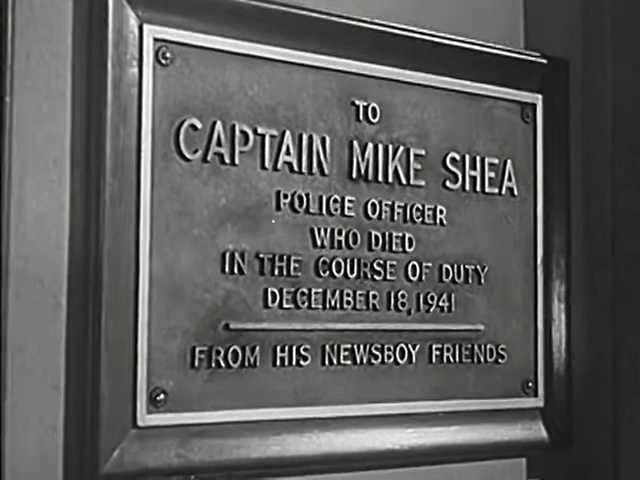 TO
CAPTAIN MIKE SHEA
POLICE OFFICER
WHO DIED
IN THE COURSE OF DUTY
DECEMBER 18, 1941
FROM HIS NEWSBOY FRIENDS